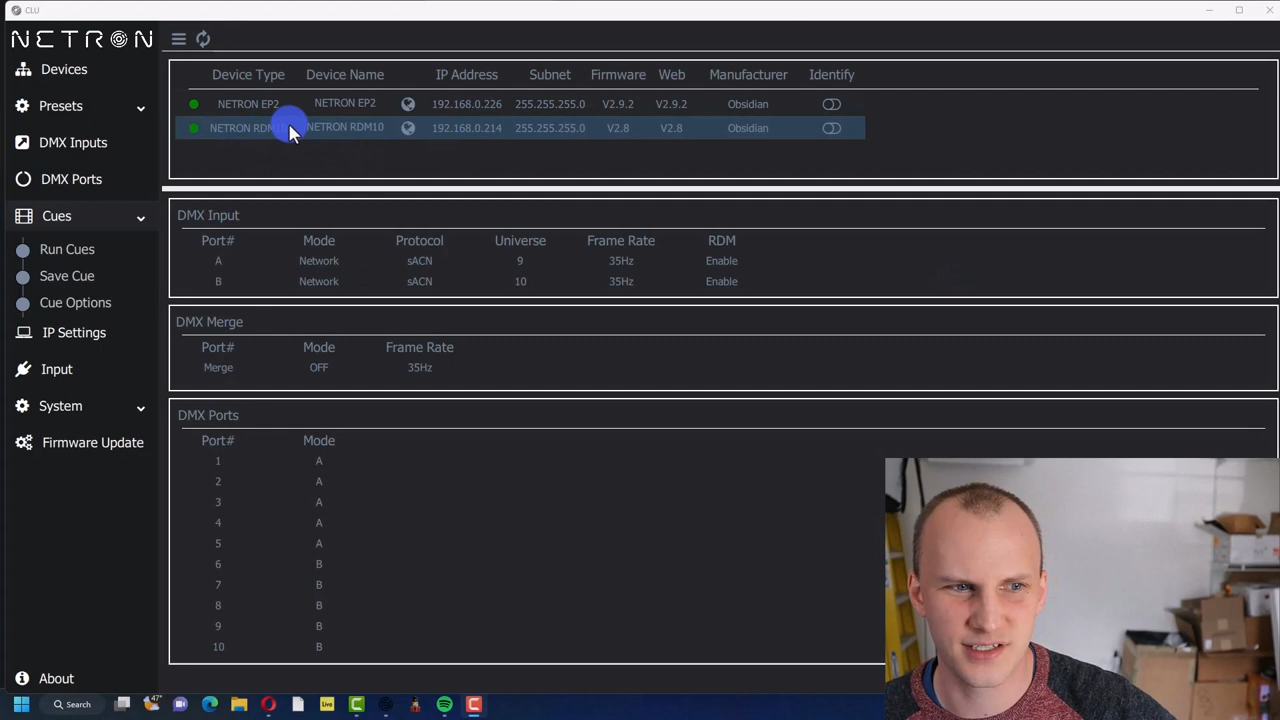 CLU
NETRON
Devices
Presets
DMX Inputs
DMX Ports
Cues
Run Cues
Save Cue
Cue Options
IP Settings
Input
System
Firmware Update
About
Device Type Device Name IP Address Subnet Firmware Web Manufacturer Identify
NETRON EP2 NETRON EP2 192.168.0.226 255.255.255.0 V2.9.2 V2.9.2 Obsidian
NETRON NETRON RDM10 192.168.0.214 255.255.255.0 V2.8 V2.8 Obsidian
DMX Input
Port# Mode Protocol Universe Frame Rate RDM
A Network sACN 9 35Hz Enable
B Network sACN 10 35Hz Enable
DMX Merge
Port# Mode Frame Rate
Merge OFF 35Hz
DMX Ports
Port# Mode
1 A
2 A
3 A
4 A
5 A
6 B
7 B
8 B
9 B
10 B
Search
47°
Live